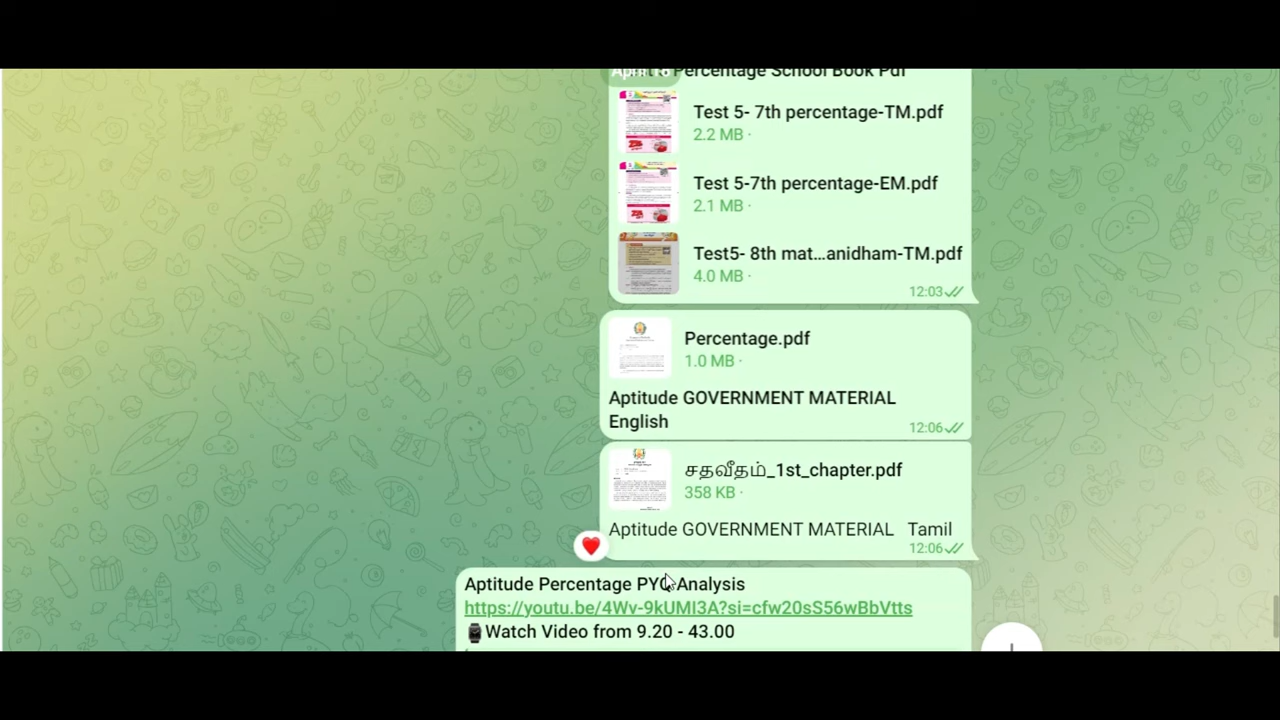 April 16
Percentage School Book Pdf
Test 5- 7th percentage-TM.pdf
2.2 MB ·
Test 5-7th percentage-EM.pdf
2.1 MB ·
Test5- 8th mat...anidham-TM.pdf
4.0 MB ·
12:03
Percentage.pdf
1.0 MB ·
Aptitude GOVERNMENT MATERIAL
English
12:06
சதவீதம்_1st_chapter.pdf
358 KB ·
Aptitude GOVERNMENT MATERIAL Tamil
12:06
Aptitude Percentage PYQ Analysis
https://youtu.be/4Wv-9kUMI3A?si=cfw20sS56wBbVtts
⌚Watch Video from 9.20 - 43.00